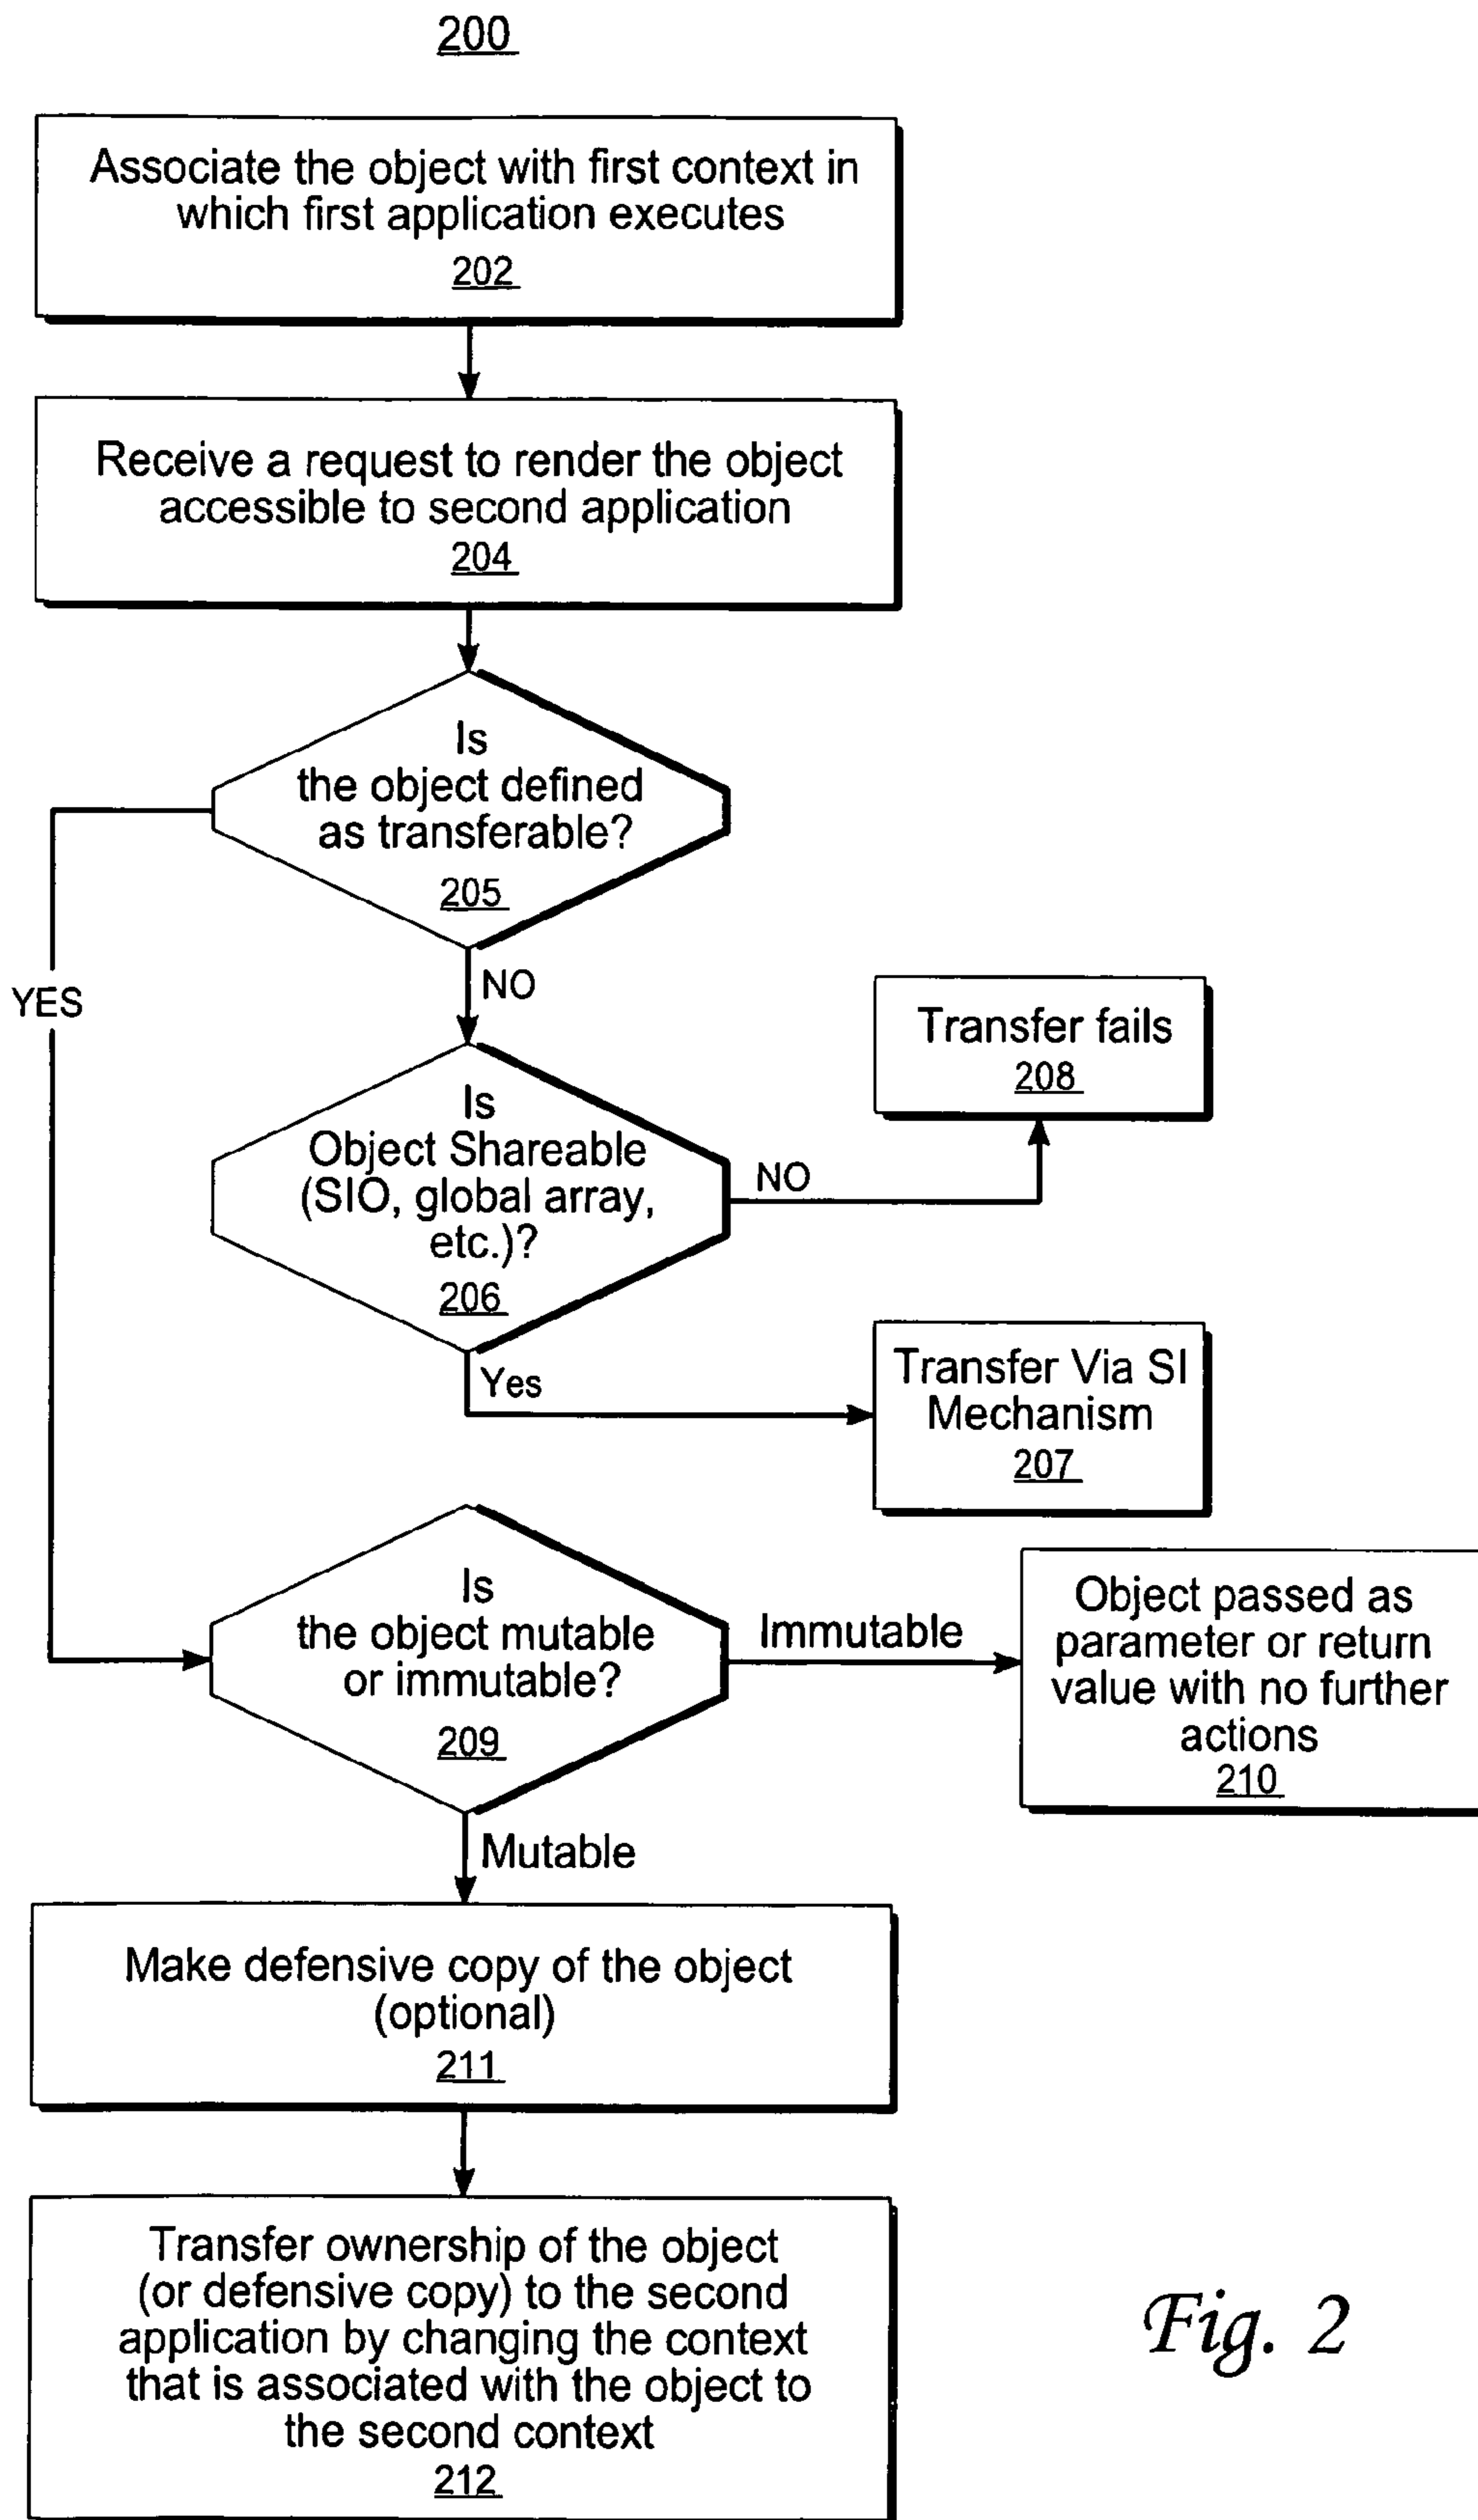 200
Associate the object with first context in
which first application executes
202
Receive a request to render the object
accessible to second application
204
Is
the object defined
as transferable?
205
YES
NO
Transfer fails
208
Is
Object Shareable
(SIO, global array,
etc.)?
206
NO
Yes
Transfer Via SI
Mechanism
207
Is
the object mutable
or immutable?
209
Immutable
Object passed as
parameter or return
value with no further
actions
210
Mutable
Make defensive copy of the object
(optional)
211
Transfer ownership of the object
(or defensive copy) to the second
application by changing the context
that is associated with the object to
the second context
212
Fig. 2